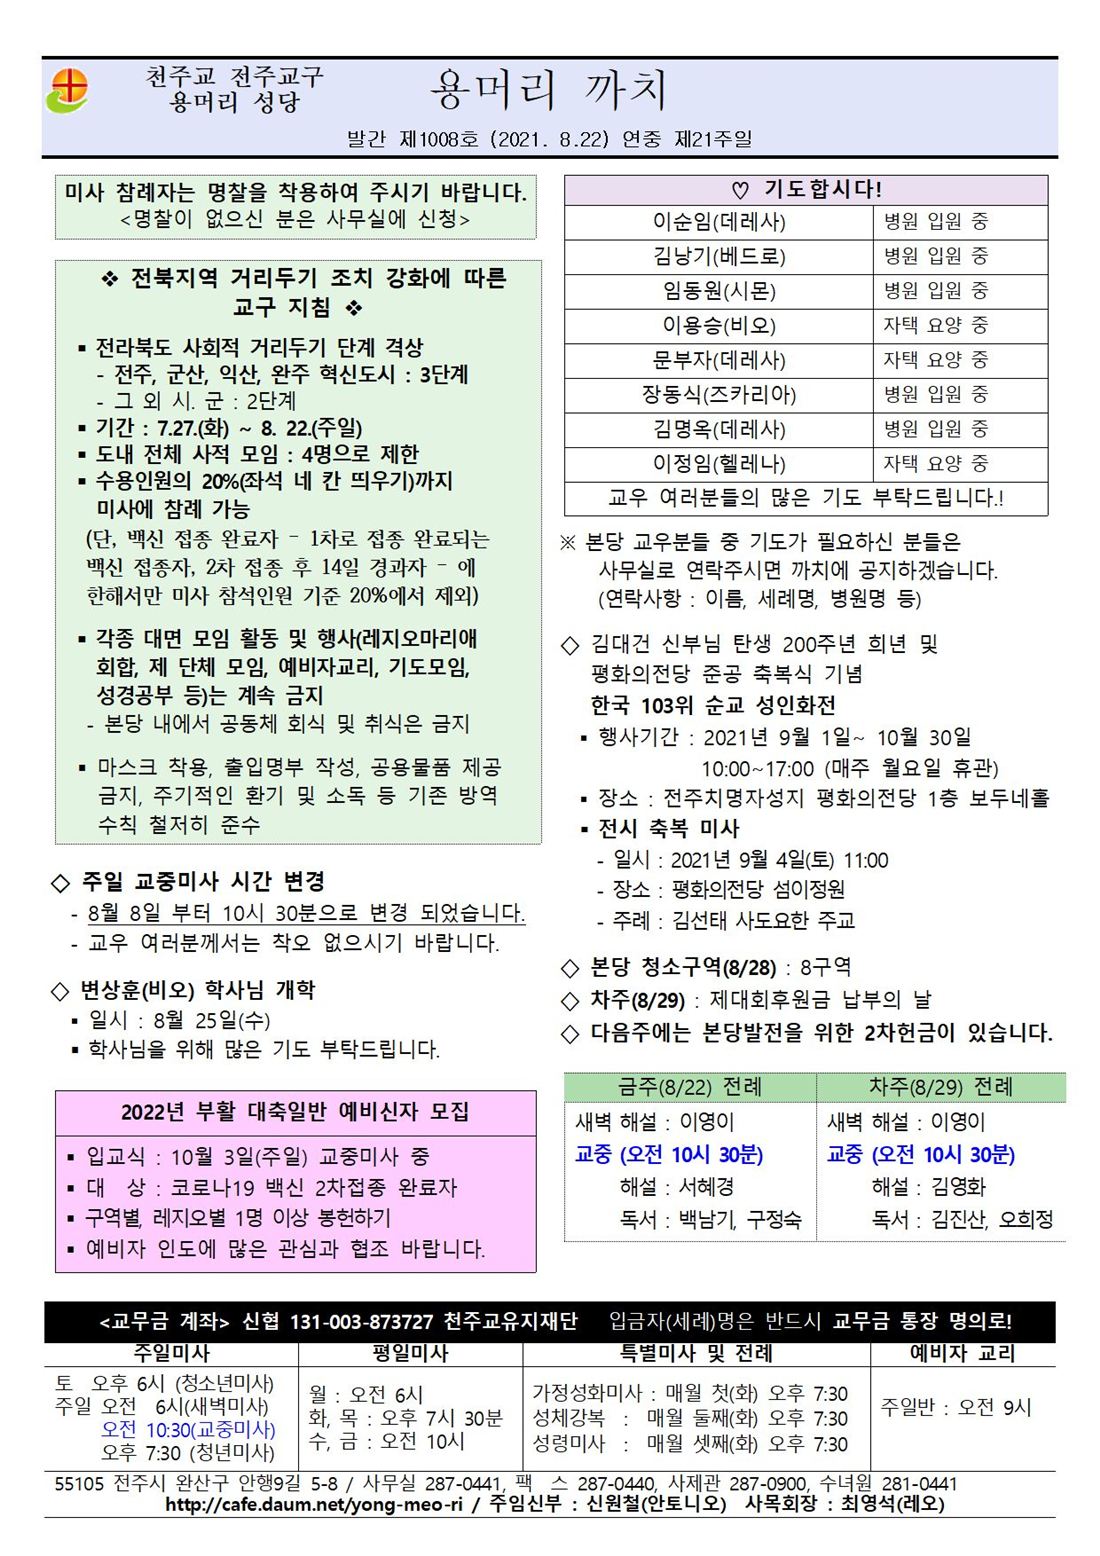 천주교 전주교구
용머리 성당
용머리 까치
발간 제1008호 (2021. 8.22) 연중 제21주일
미사 참례자는 명찰을 착용하여 주시기 바랍니다.
<명찰이 없으신 분은 사무실에 신청>
❖ 전북지역 거리두기 조치 강화에 따른
교구 지침 ❖
▪ 전라북도 사회적 거리두기 단계 격상
- 전주, 군산, 익산, 완주 혁신도시 : 3단계
- 그 외 시. 군 : 2단계
▪ 기간 : 7.27.(화) ~ 8. 22.(주일)
▪ 도내 전체 사적 모임 : 4명으로 제한
▪ 수용인원의 20%(좌석 네 칸 띄우기)까지
미사에 참례 가능
(단, 백신 접종 완료자 - 1차로 접종 완료되는
백신 접종자, 2차 접종 후 14일 경과자 - 에
한해서만 미사 참석인원 기준 20%에서 제외)
▪ 각종 대면 모임 활동 및 행사(레지오마리애
회합, 제 단체 모임, 예비자교리, 기도모임,
성경공부 등)는 계속 금지
- 본당 내에서 공동체 회식 및 취식은 금지
▪ 마스크 착용, 출입명부 작성, 공용물품 제공
금지, 주기적인 환기 및 소독 등 기존 방역
수칙 철저히 준수
◇ 주일 교중미사 시간 변경
- 8월 8일 부터 10시 30분으로 변경 되었습니다.
- 교우 여러분께서는 착오 없으시기 바랍니다.
◇ 변상훈(비오) 학사님 개학
▪ 일시 : 8월 25일(수)
▪ 학사님을 위해 많은 기도 부탁드립니다.
2022년 부활 대축일반 예비신자 모집
▪ 입교식 : 10월 3일(주일) 교중미사 중
▪ 대 상 : 코로나19 백신 2차접종 완료자
▪ 구역별, 레지오별 1명 이상 봉헌하기
▪ 예비자 인도에 많은 관심과 협조 바랍니다.
♡ 기도합시다!
이순임(데레사) 병원 입원 중
김낭기(베드로) 병원 입원 중
임동원(시몬) 병원 입원 중
이용승(비오) 자택 요양 중
문부자(데레사) 자택 요양 중
장동식(즈카리아) 병원 입원 중
김명옥(데레사) 병원 입원 중
이정임(헬레나) 자택 요양 중
교우 여러분들의 많은 기도 부탁드립니다.!
※ 본당 교우분들 중 기도가 필요하신 분들은
사무실로 연락주시면 까치에 공지하겠습니다.
(연락사항 : 이름, 세례명, 병원명 등)
◇ 김대건 신부님 탄생 200주년 희년 및
평화의전당 준공 축복식 기념
한국 103위 순교 성인화전
▪ 행사기간 : 2021년 9월 1일~ 10월 30일
10:00~17:00 (매주 월요일 휴관)
▪ 장소 : 전주치명자성지 평화의전당 1층 보두네홀
▪ 전시 축복 미사
- 일시 : 2021년 9월 4일(토) 11:00
- 장소 : 평화의전당 섬이정원
- 주례 : 김선태 사도요한 주교
◇ 본당 청소구역(8/28) : 8구역
◇ 차주(8/29) : 제대회후원금 납부의 날
◇ 다음주에는 본당발전을 위한 2차헌금이 있습니다.
금주(8/22) 전례 차주(8/29) 전례
새벽 해설 : 이영이 새벽 해설 : 이영이
교중 (오전 10시 30분) 교중 (오전 10시 30분)
해설 : 서혜경 해설 : 김영화
독서 : 백남기, 구정숙 독서 : 김진산, 오희정
<교무금 계좌> 신협 131-003-873727 천주교유지재단 입금자(세례)명은 반드시 교무금 통장 명의로!
주일미사 평일미사 특별미사 및 전례 예비자 교리
토 오후 6시 (청소년미사)
주일 오전 6시(새벽미사)
오전 10:30(교중미사)
오후 7:30 (청년미사)
월 : 오전 6시
화, 목 : 오후 7시 30분
수, 금 : 오전 10시
가정성화미사 : 매월 첫(화) 오후 7:30
성체강복 : 매월 둘째(화) 오후 7:30
성령미사 : 매월 셋째(화) 오후 7:30
주일반 : 오전 9시
55105 전주시 완산구 안행9길 5-8 / 사무실 287-0441, 팩 스 287-0440, 사제관 287-0900, 수녀원 281-0441
http://cafe.daum.net/yong-meo-ri / 주임신부 : 신원철(안토니오) 사목회장 : 최영석(레오)